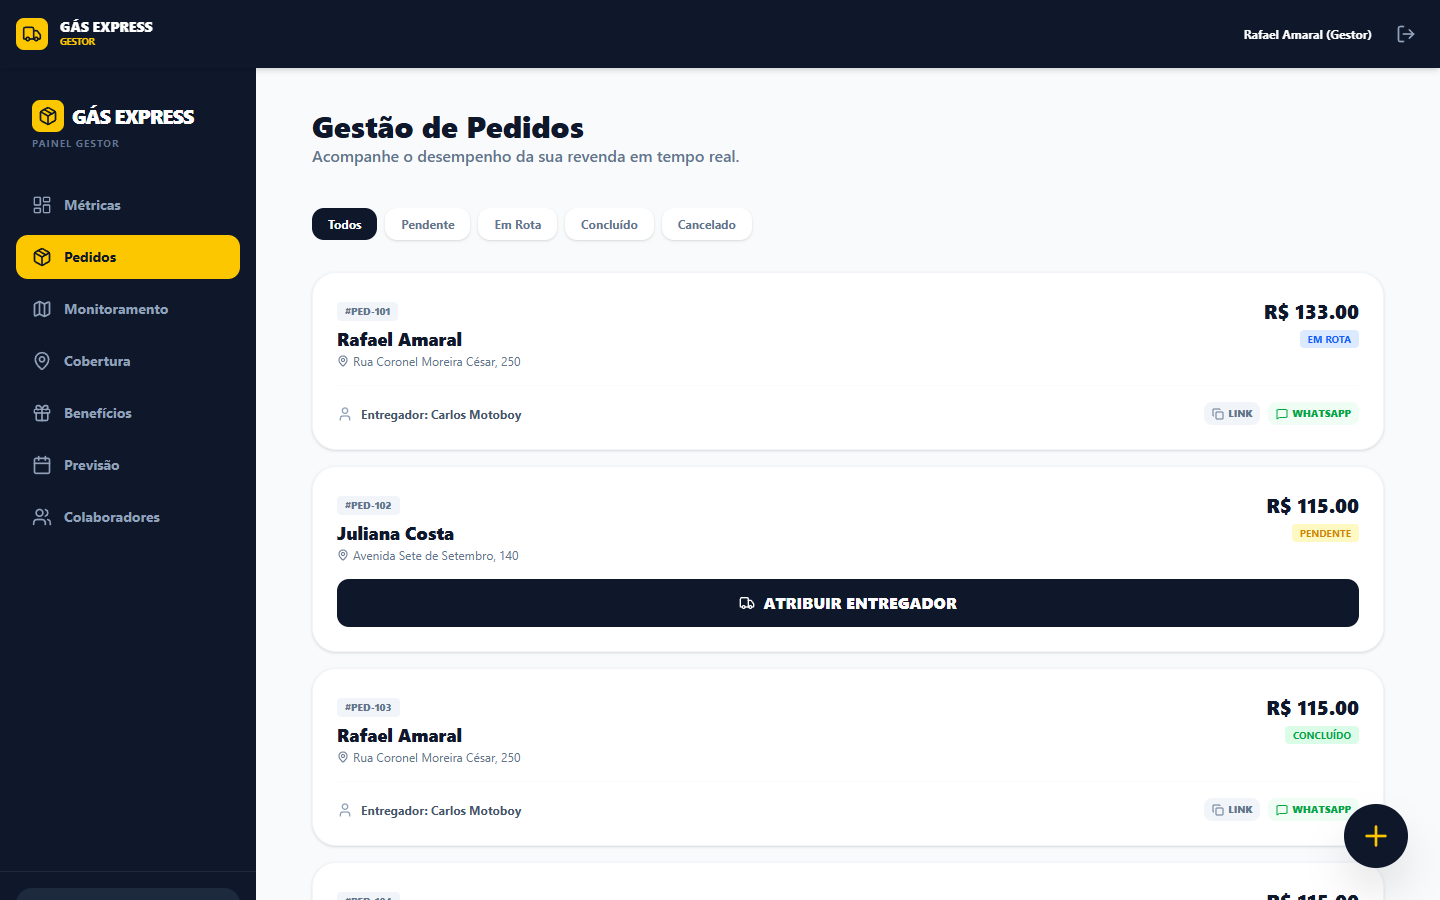 GÁS EXPRESS
GESTOR
Rafael Amaral (Gestor)
GÁS EXPRESS
PAINEL GESTOR
Métricas
Pedidos
Monitoramento
Cobertura
Benefícios
Previsão
Colaboradores
Gestão de Pedidos
Acompanhe o desempenho da sua revenda em tempo real.
Todos
Pendente
Em Rota
Concluído
Cancelado
#PED-101
R$ 133.00
Rafael Amaral
EM ROTA
Rua Coronel Moreira César, 250
Entregador: Carlos Motoboy
LINK
WHATSAPP
#PED-102
R$ 115.00
Juliana Costa
PENDENTE
Avenida Sete de Setembro, 140
ATRIBUIR ENTREGADOR
#PED-103
R$ 115.00
Rafael Amaral
CONCLUÍDO
Rua Coronel Moreira César, 250
Entregador: Carlos Motoboy
LINK
WHATSAPP
#PED-104
R$ 115.00